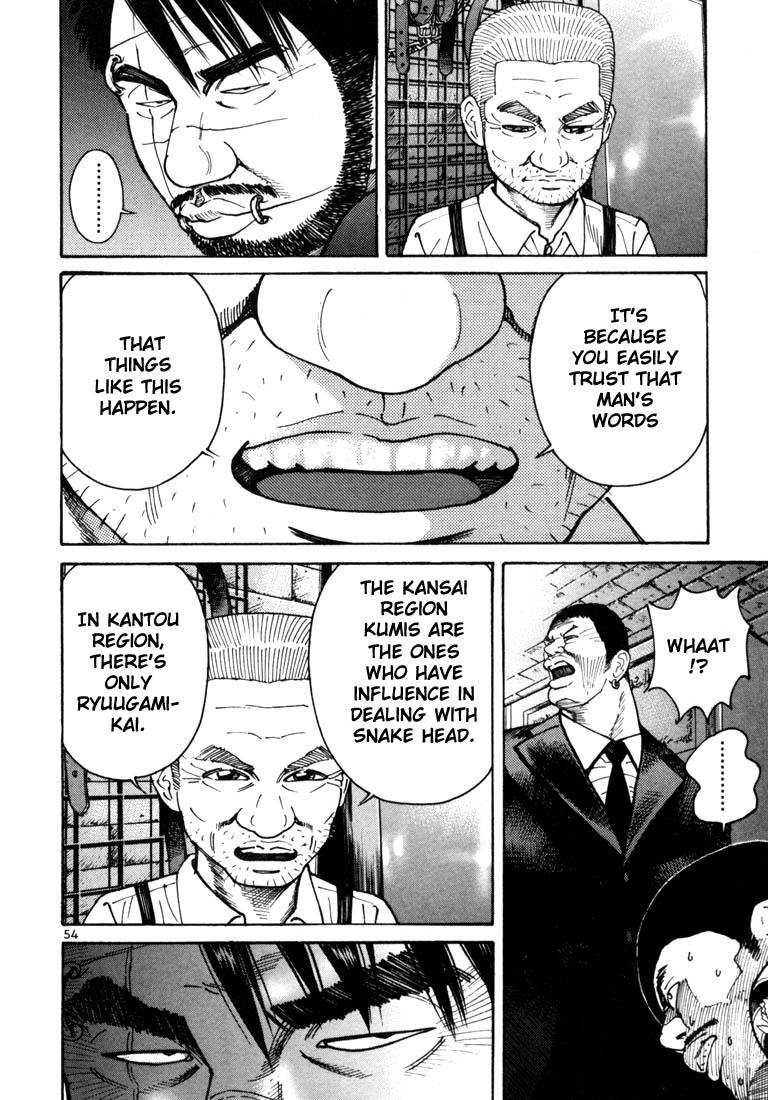 IT'S
BECAUSE
YOU EASILY
TRUST THAT
MAN'S
WORDS
THAT
THINGS
LIKE THIS
HAPPEN.
WHAAT
!?
THE KANSAI
REGION
KUMIS ARE
THE ONES
WHO HAVE
INFLUENCE IN
DEALING WITH
SNAKE HEAD.
IN KANTOU
REGION,
THERE'S
ONLY
RYUUGAMI-
KAI.
54